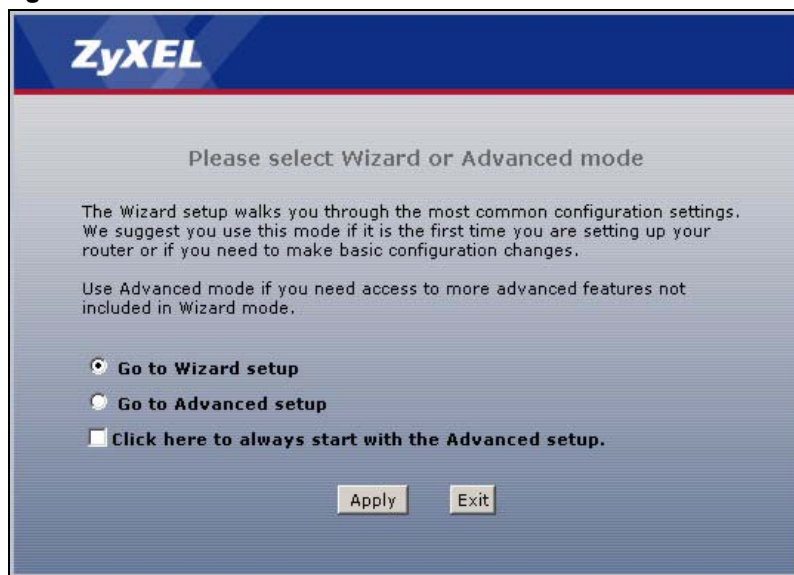 ZyXEL
Please select Wizard or Advanced mode
The Wizard setup walks you through the most common configuration settings.
We suggest you use this mode if it is the first time you are setting up your
router or if you need to make basic configuration changes.
Use Advanced mode if you need access to more advanced features not
included in Wizard mode.
Go to Wizard setup
Go to Advanced setup
Click here to always start with the Advanced setup.
Apply Exit